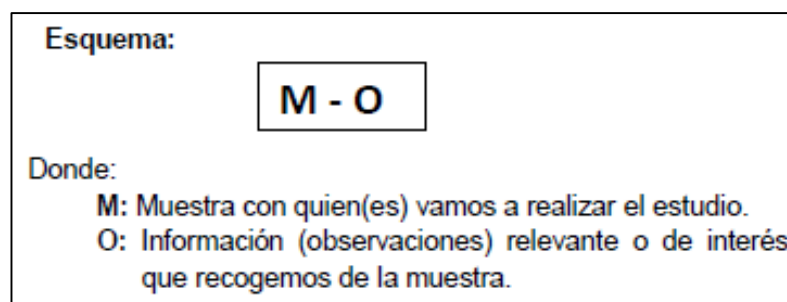 Esquema:
M - O
Donde:
M: Muestra con quien(es) vamos a realizar el estudio.
O: Información (observaciones) relevante o de interés
que recogemos de la muestra.